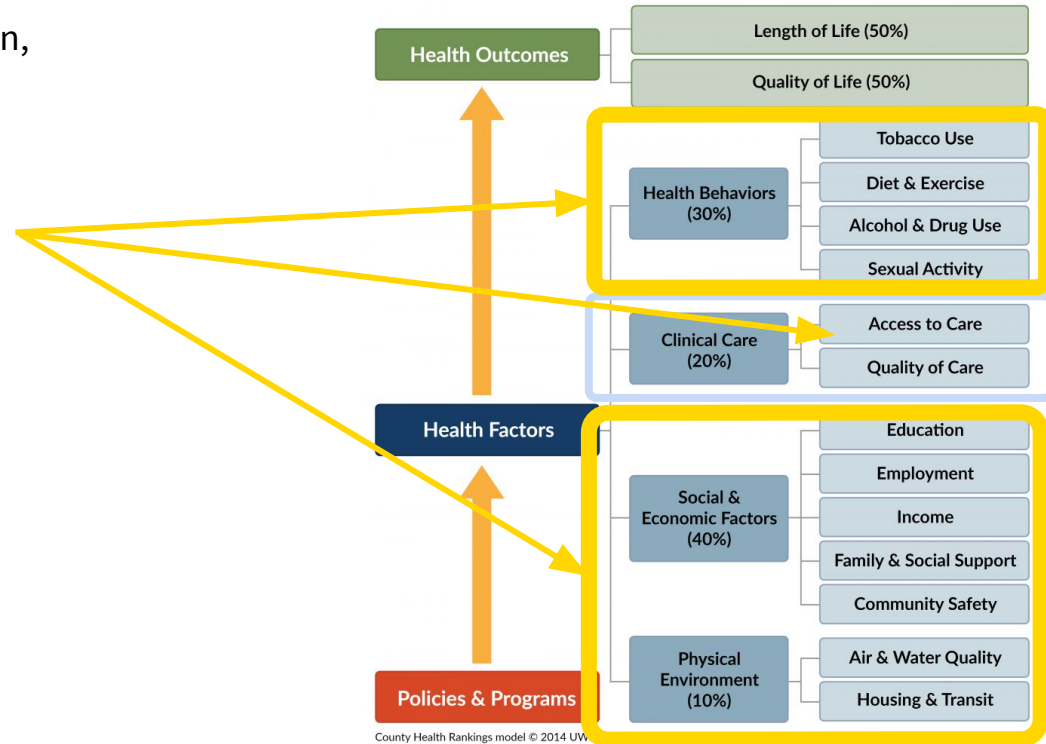 n,
Health Outcomes
Length of Life (50%)
Quality of Life (50%)
Health Behaviors
(30%)
Tobacco Use
Diet & Exercise
Alcohol & Drug Use
Sexual Activity
Clinical Care
(20%)
Access to Care
Quality of Care
Health Factors
Social &
Economic Factors
(40%)
Education
Employment
Income
Family & Social Support
Community Safety
Physical
Environment
(10%)
Air & Water Quality
Housing & Transit
Policies & Programs
County Health Rankings model © 2014 UW